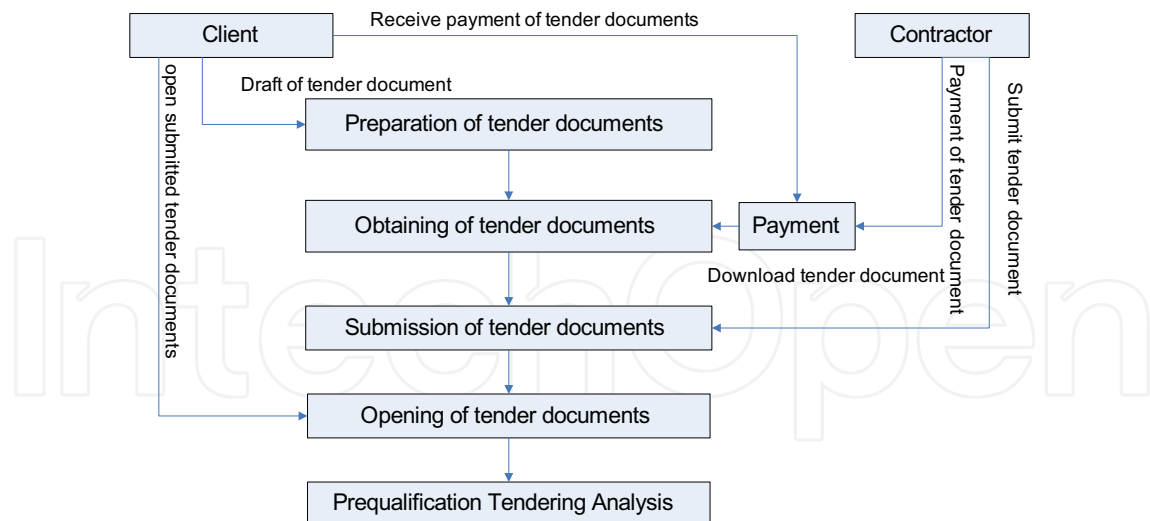 Receive payment of tender documents
Client
Contractor
open submitted tender documents
Draft of tender document
Payment of tender document
Submit tender document
Preparation of tender documents
Obtaining of tender documents
Payment
Download tender document
Submission of tender documents
IntechOpen
Opening of tender documents
Prequalification Tendering Analysis